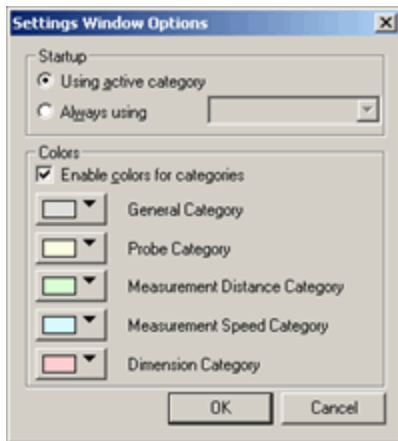 Settings Window Options
Startup
Using active category
Always using
Colors
Enable colors for categories
General Category
Probe Category
Measurement Distance Category
Measurement Speed Category
Dimension Category
OK Cancel